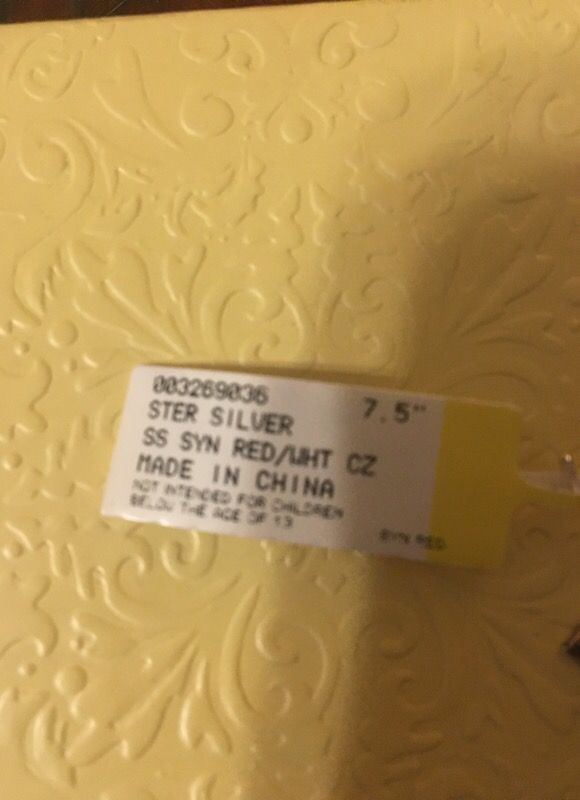 003269036
7.5"
STER SILVER
SS SYN RED/WHT CZ
MADE IN CHINA
NOT INTENDED FOR CHILDREN
BELOW THE AGE OF 13
SYN RED